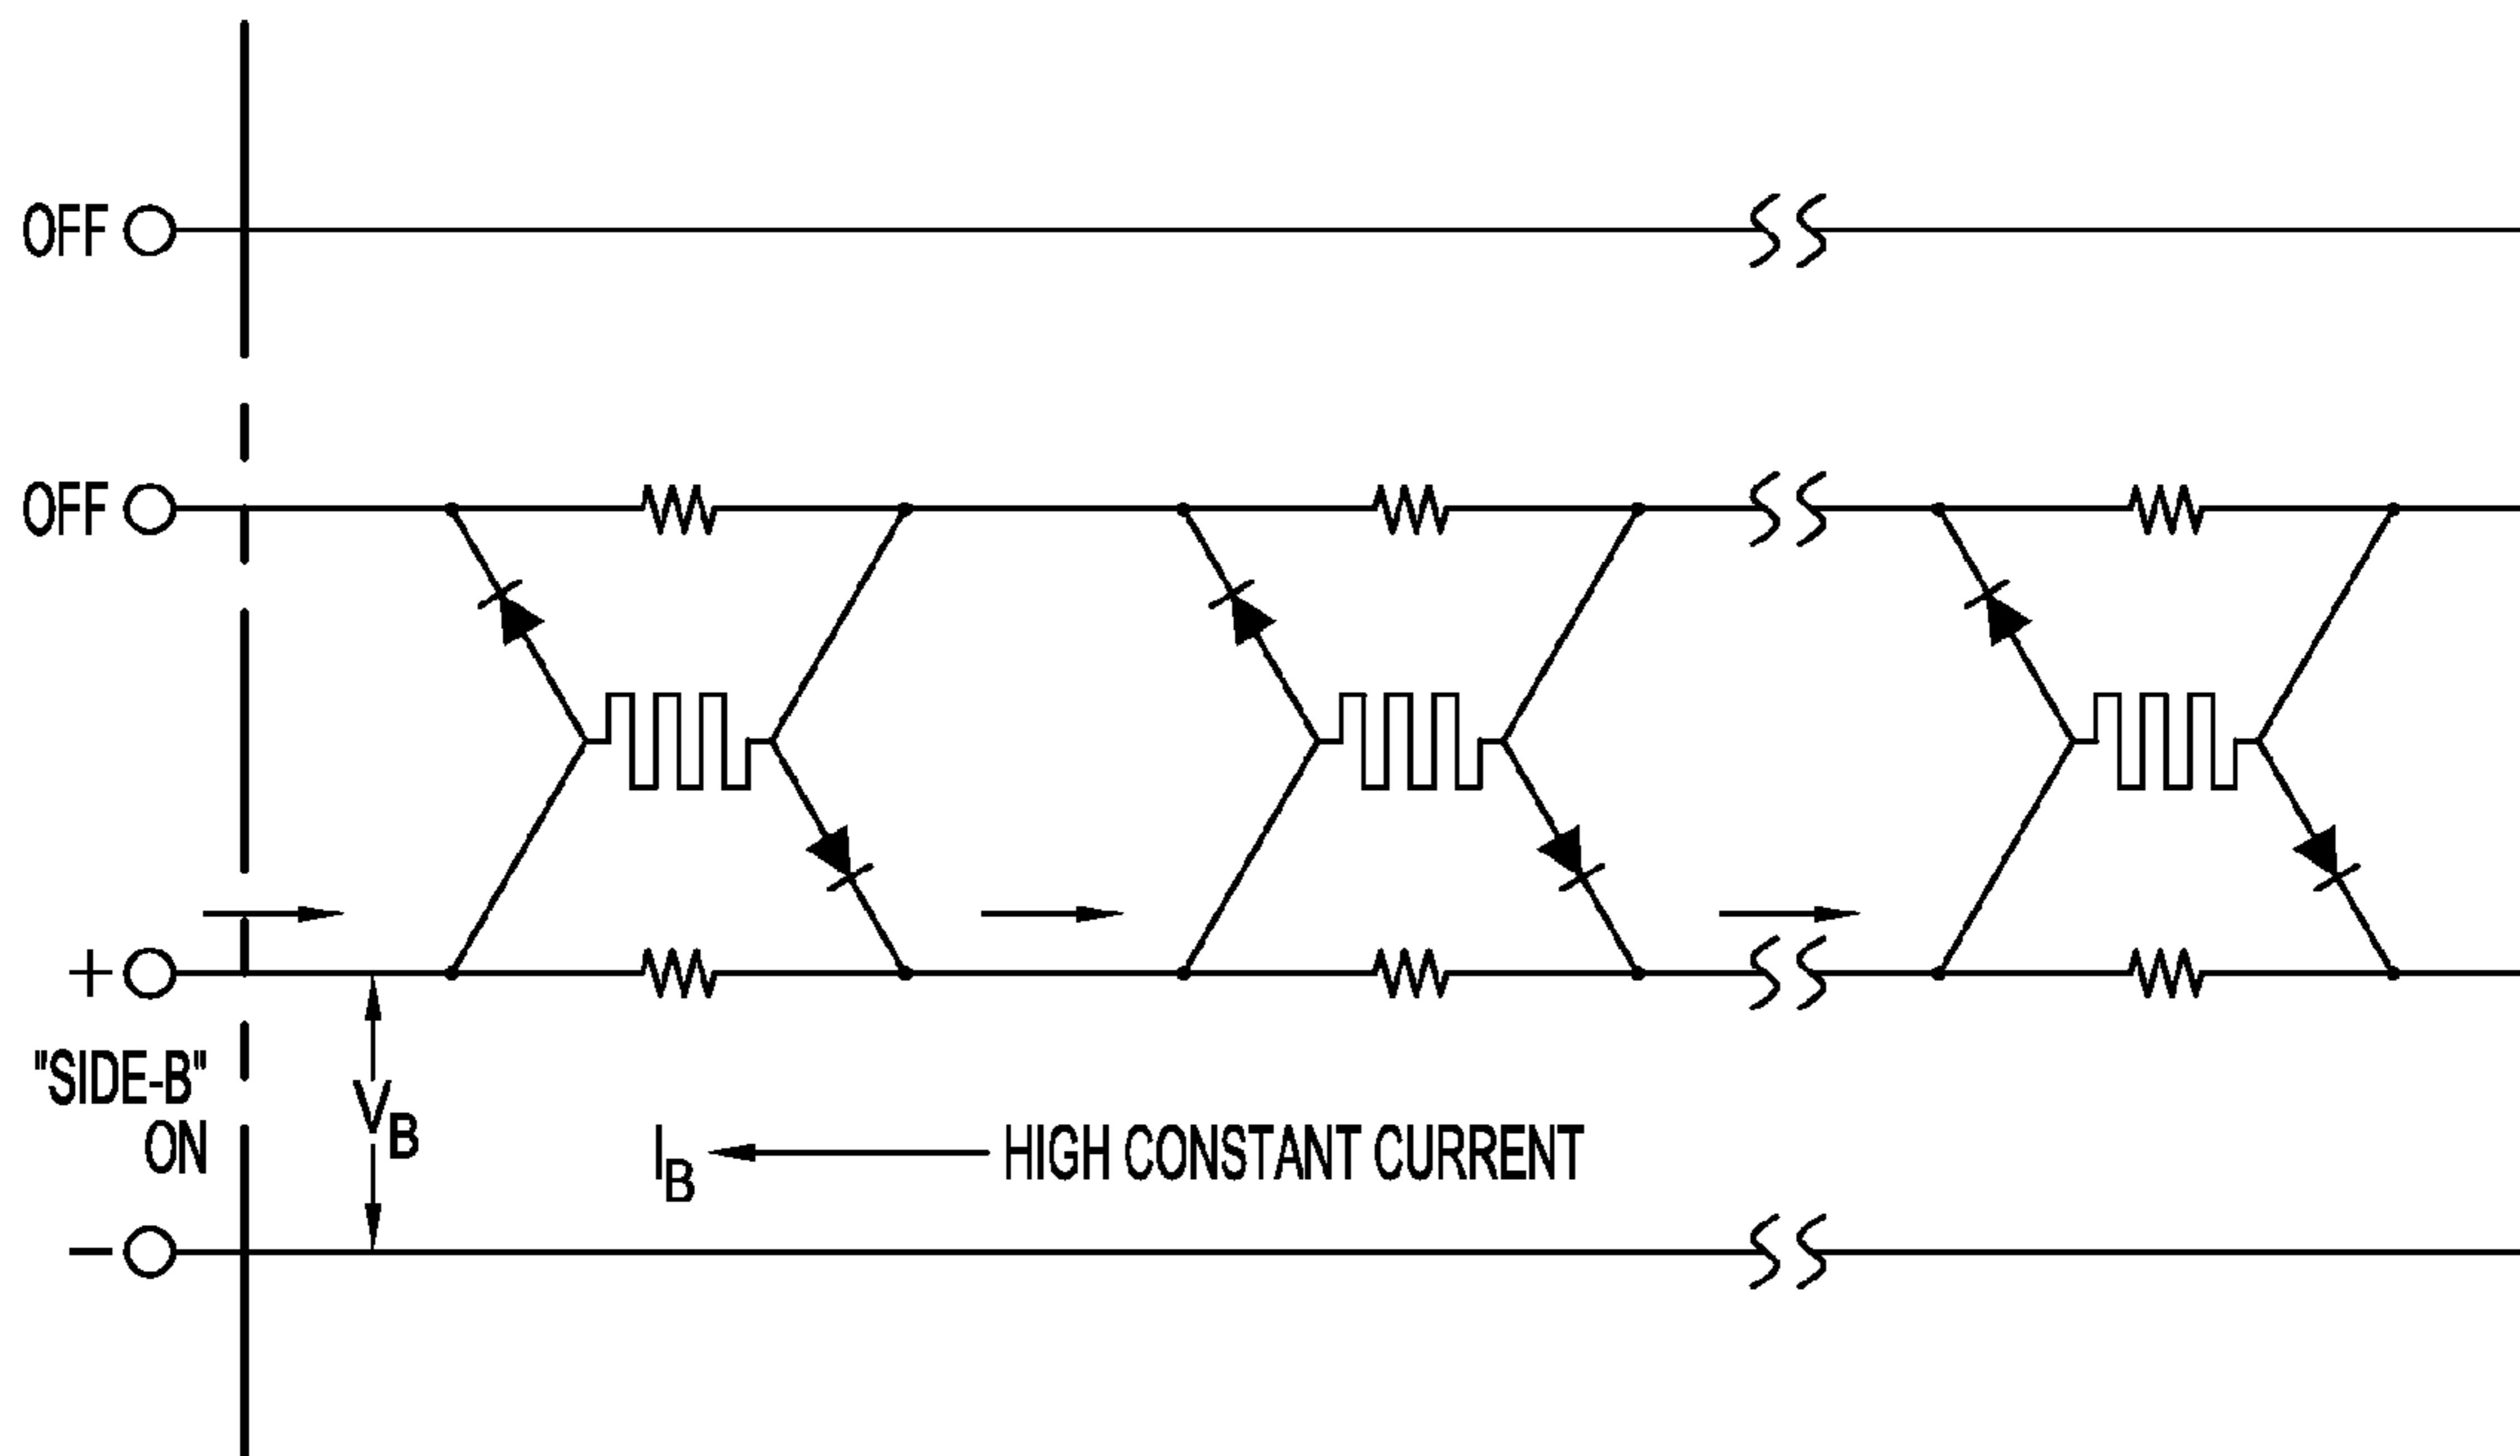 OFF
OFF
+
"SIDE-B"
ON
VB
IB
HIGH CONSTANT CURRENT
−